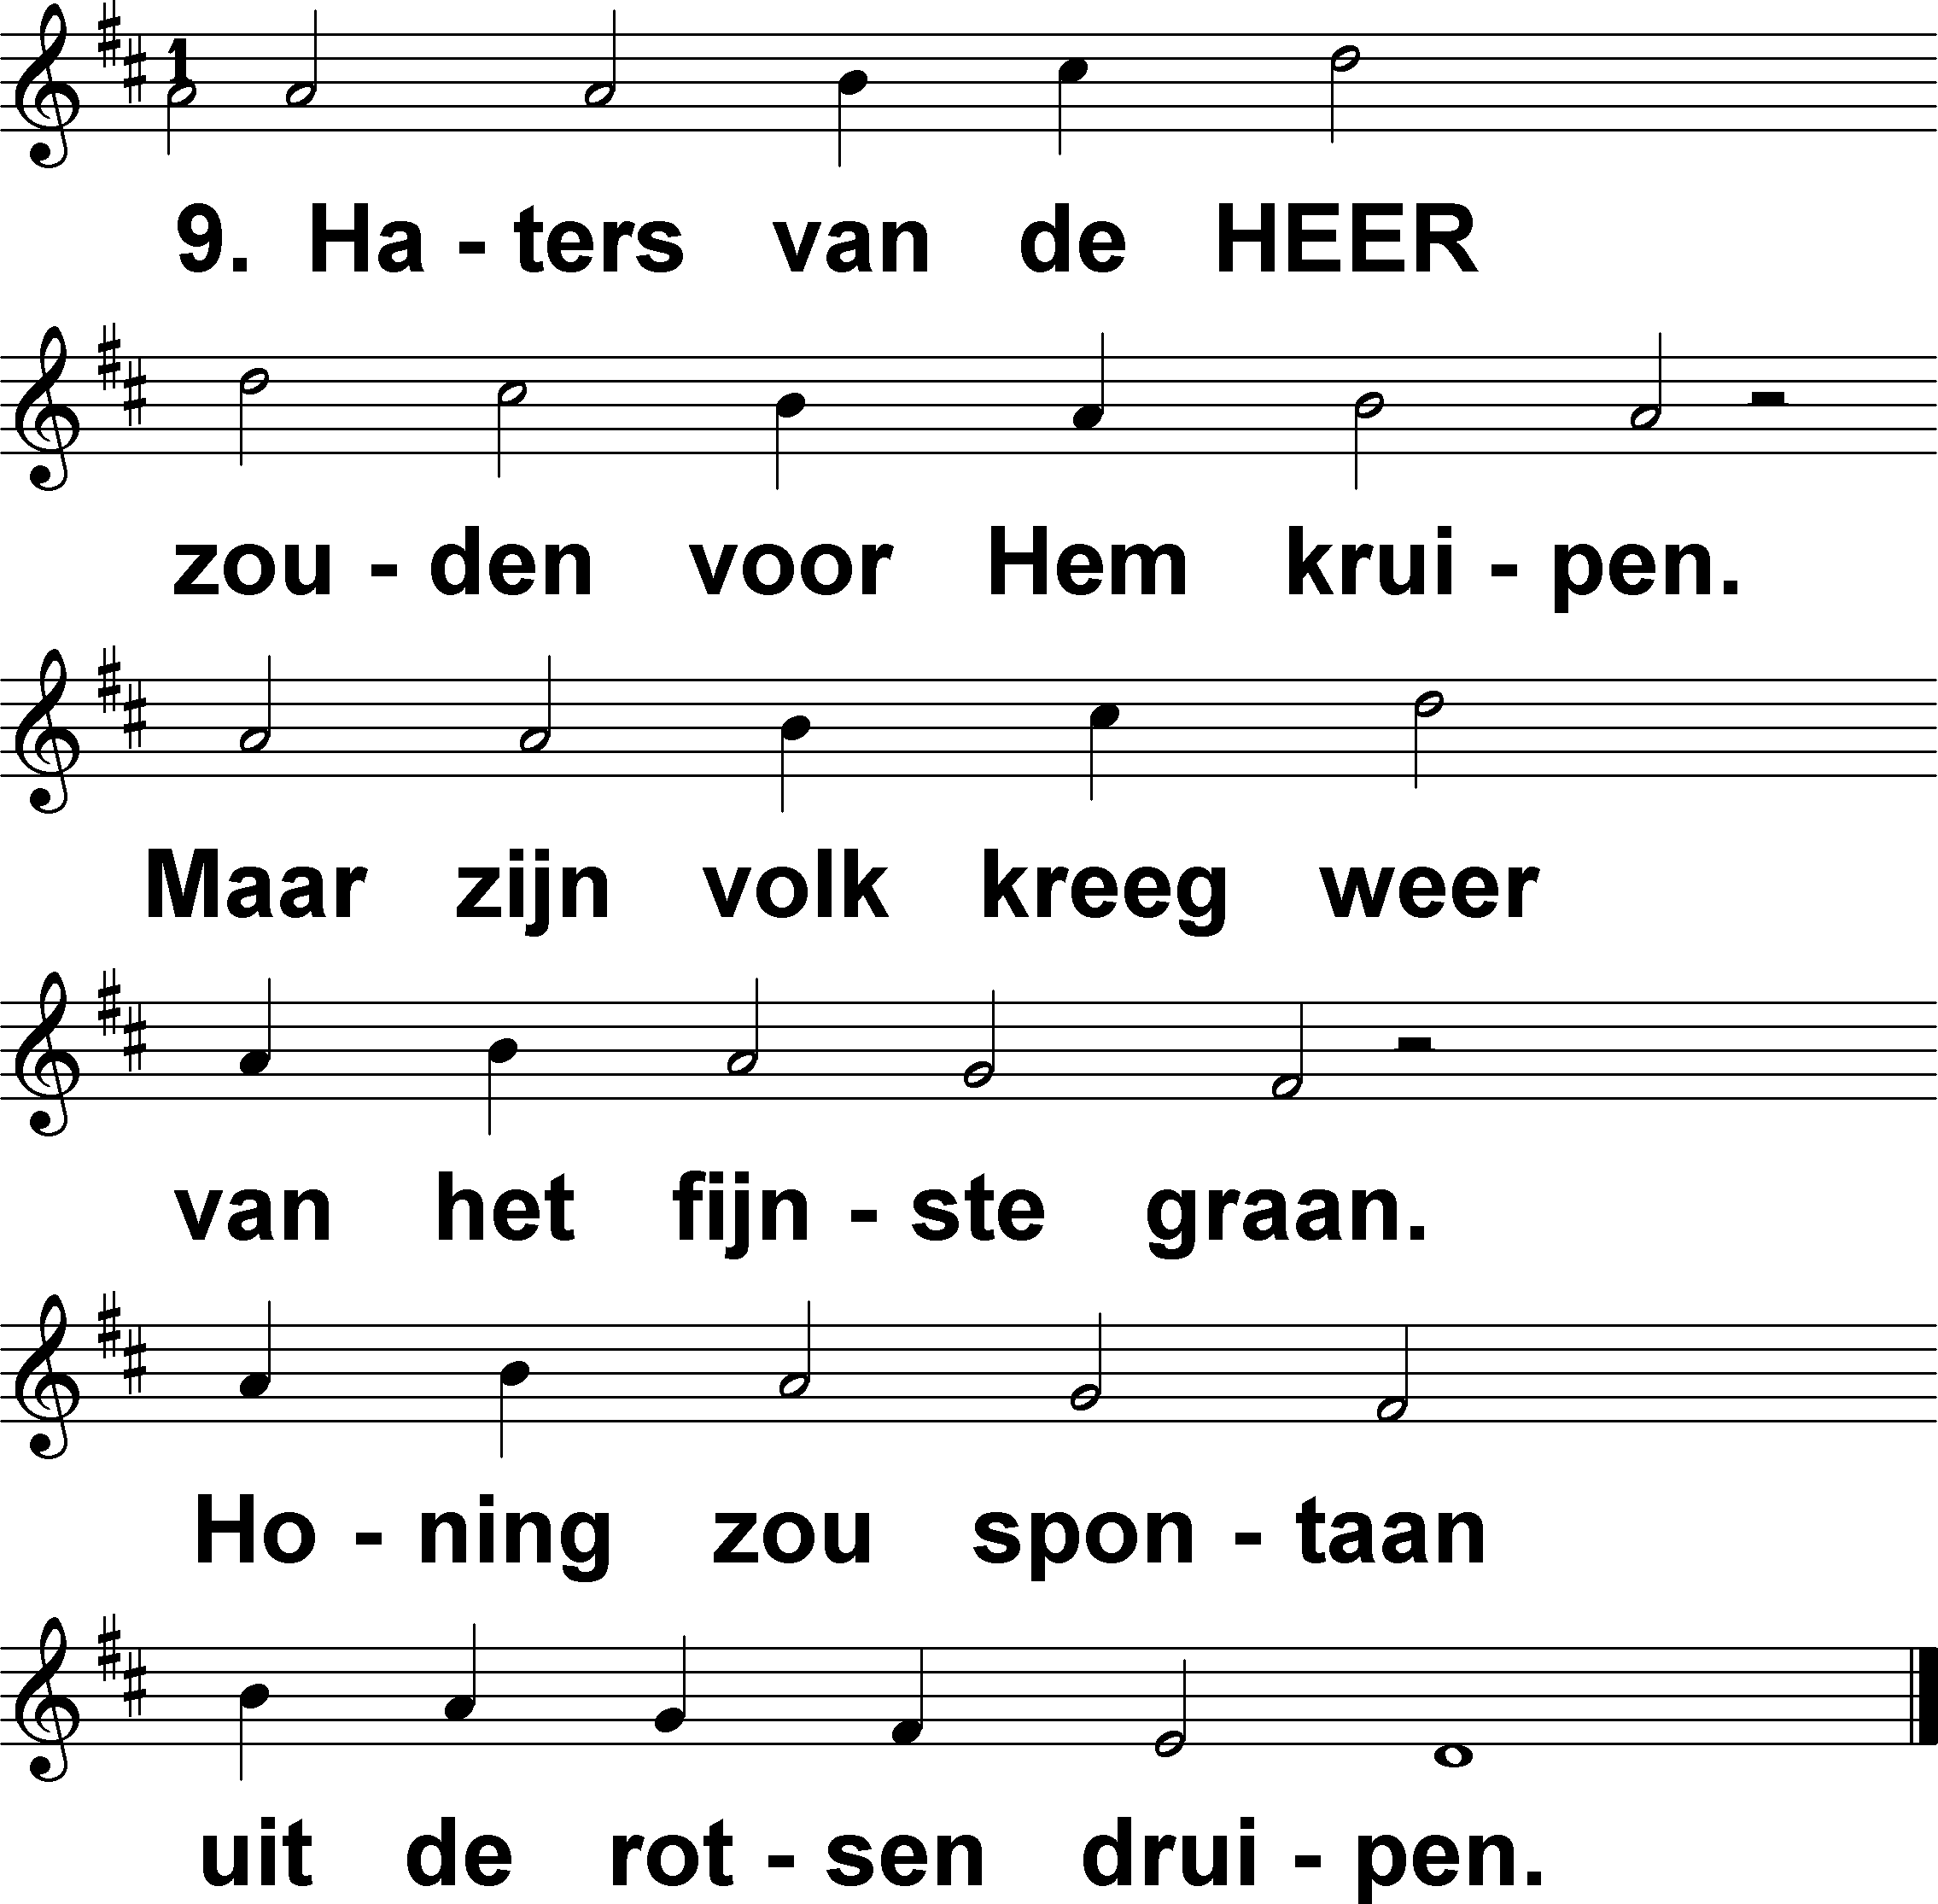 1
9. Ha - ters van de HEER
zou - den voor Hem krui - pen.
Maar zijn volk kreeg weer
van het fijn - ste graan.
Ho - ning zou spon - taan
uit de rot - sen drui - pen.